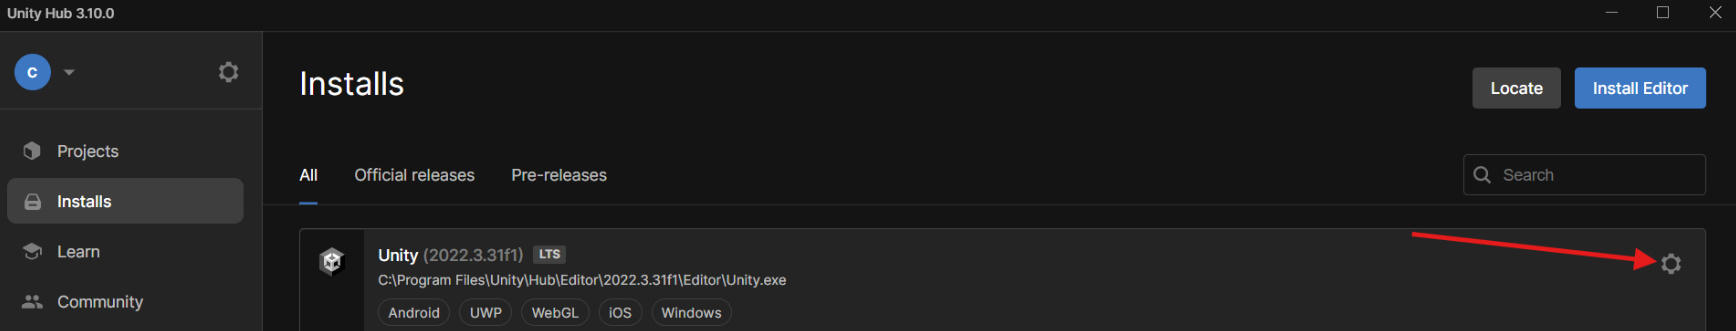 Unity Hub 3.10.0
C
Projects
Installs
Learn
Community
Installs
Locate
Install Editor
All
Official releases
Pre-releases
Search
Unity (2022.3.31f1) LTS
C:\Program Files\Unity\Hub\Editor\2022.3.31f1\Editor\Unity.exe
Android UWP WebGL iOS Windows